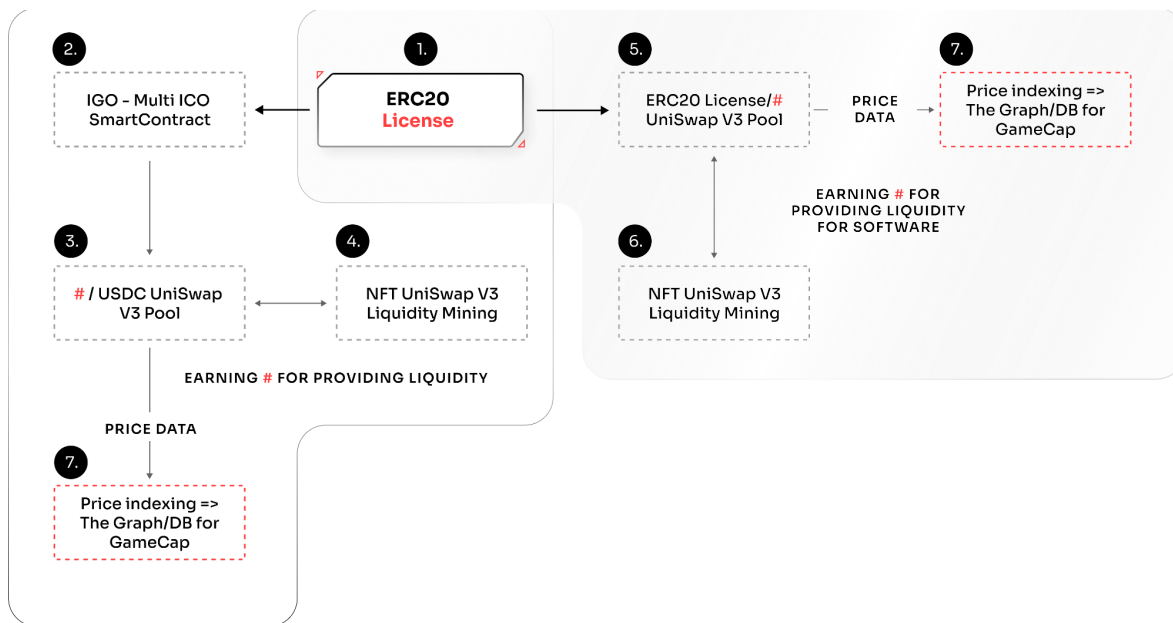 2.
IGO - Multi ICO
SmartContract
1.
ERC20
License
5.
ERC20 License/#
UniSwap V3 Pool
PRICE
DATA
7.
Price indexing =>
The Graph/DB for
GameCap
EARNING # FOR
PROVIDING LIQUIDITY
FOR SOFTWARE
3.
# / USDC UniSwap
V3 Pool
4.
NFT UniSwap V3
Liquidity Mining
6.
NFT UniSwap V3
Liquidity Mining
EARNING # FOR PROVIDING LIQUIDITY
PRICE DATA
7.
Price indexing =>
The Graph/DB for
GameCap